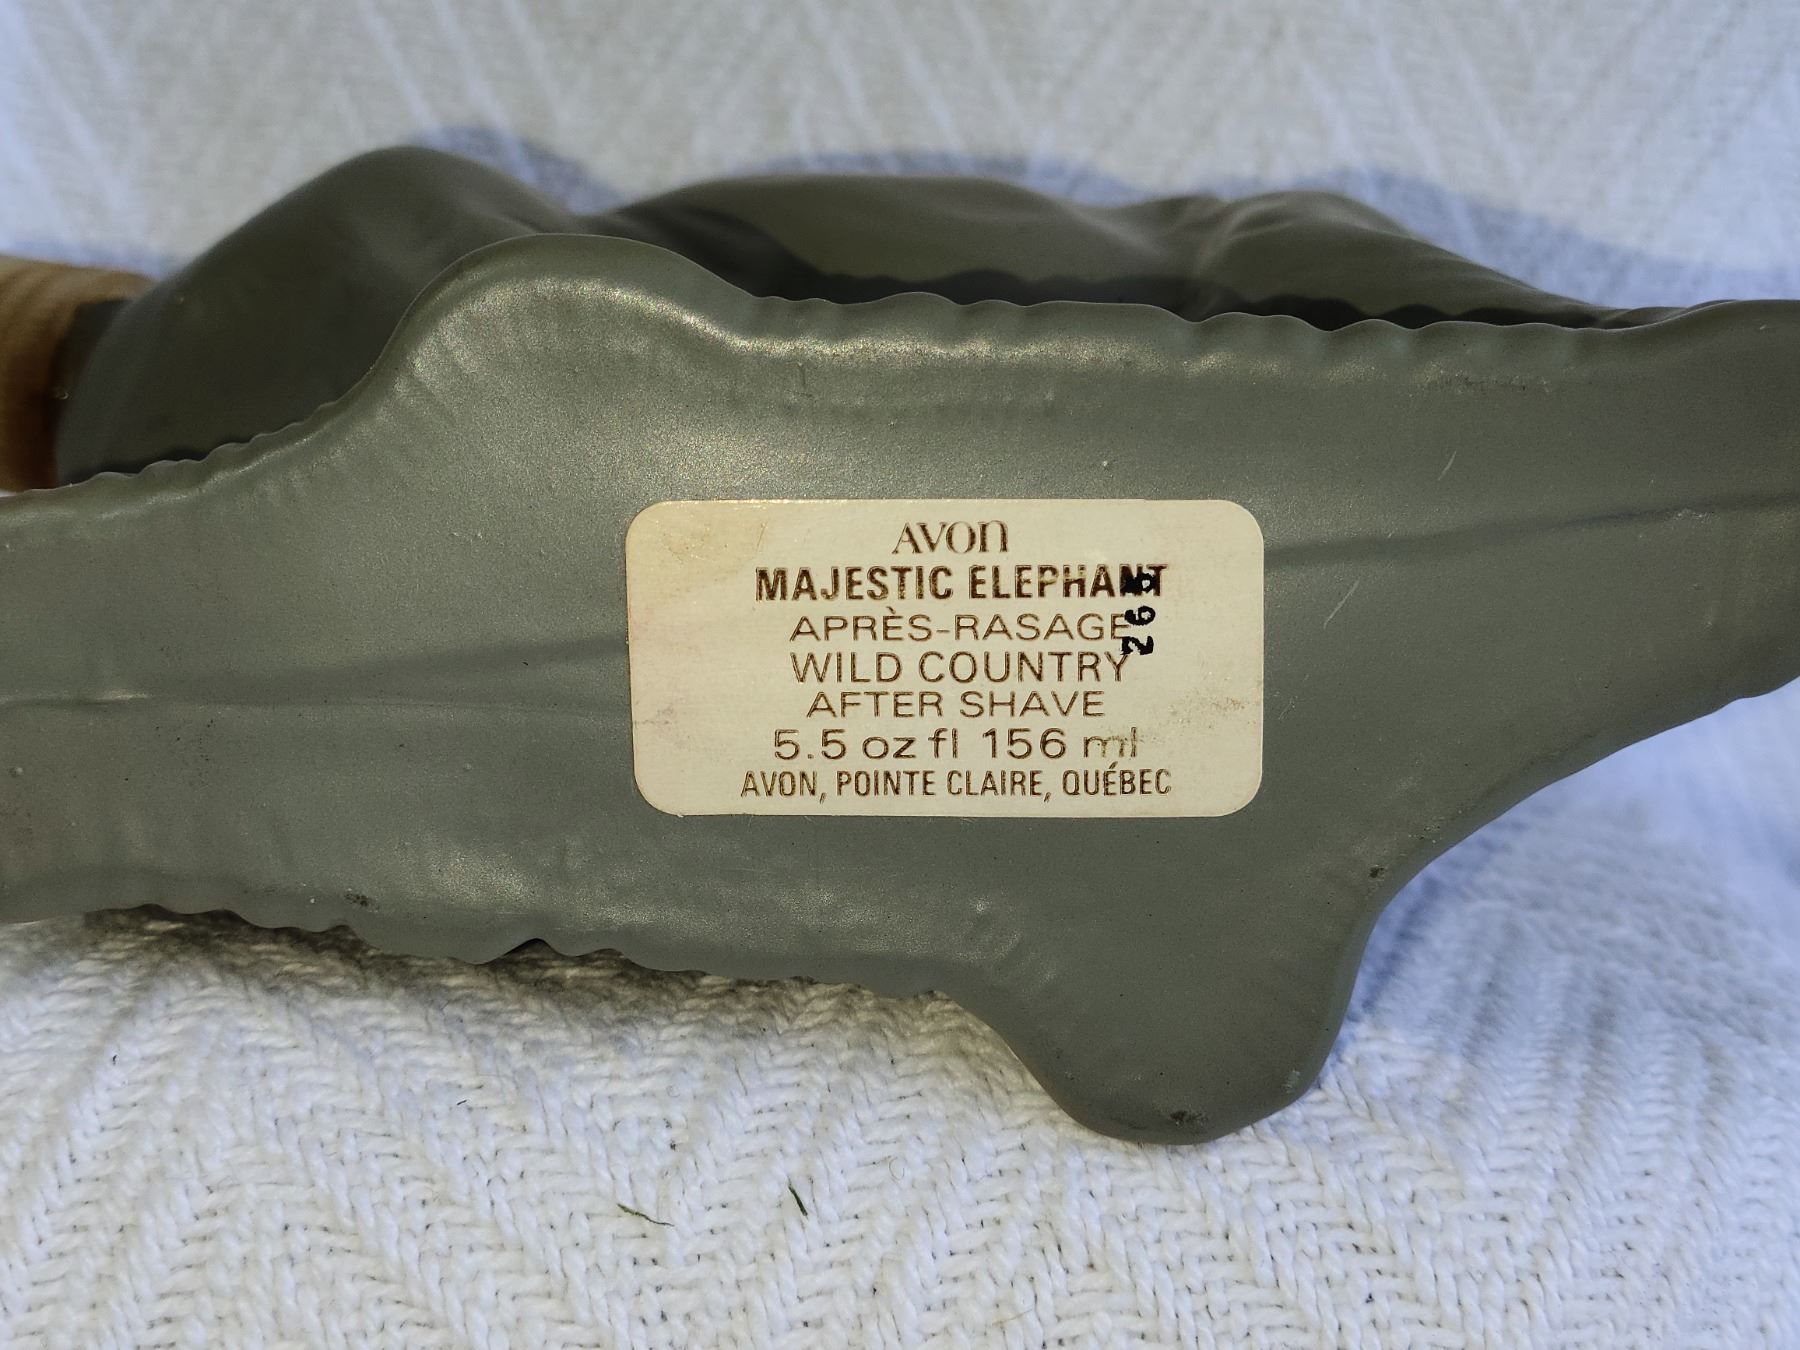 AVON
MAJESTIC ELEPHANT
APRÈS-RASAGE
WILD COUNTRY
AFTER SHAVE
5.5 oz fl 156 ml
AVON, POINTE CLAIRE, QUÉBEC